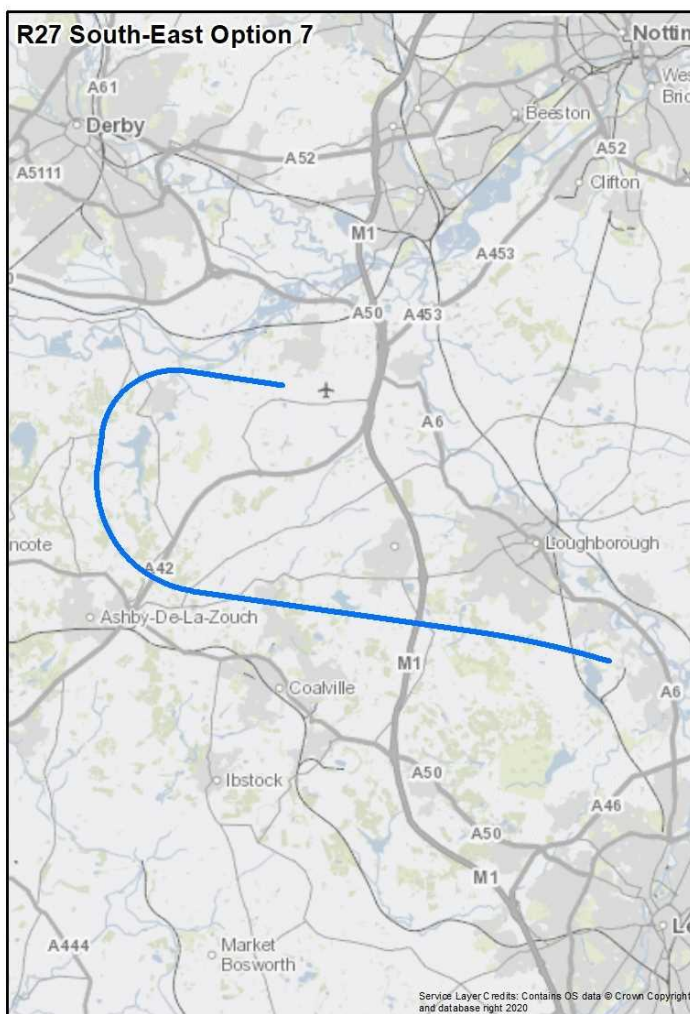 R27 South-East Option 7
Nottin
A61
Wes
Brid
Derby
Beeston
A52
A52
A5111
Clifton
M1
A453
A50
A453
A6
Loughborough
ncote
A42
Ashby-De-La-Zouch
M1
Coalville
A6
A50
Ibstock
A46
A50
M1
Le
A444
Market
Bosworth
Service Layer Credits: Contains OS data © Crown Copyright
and database right 2020